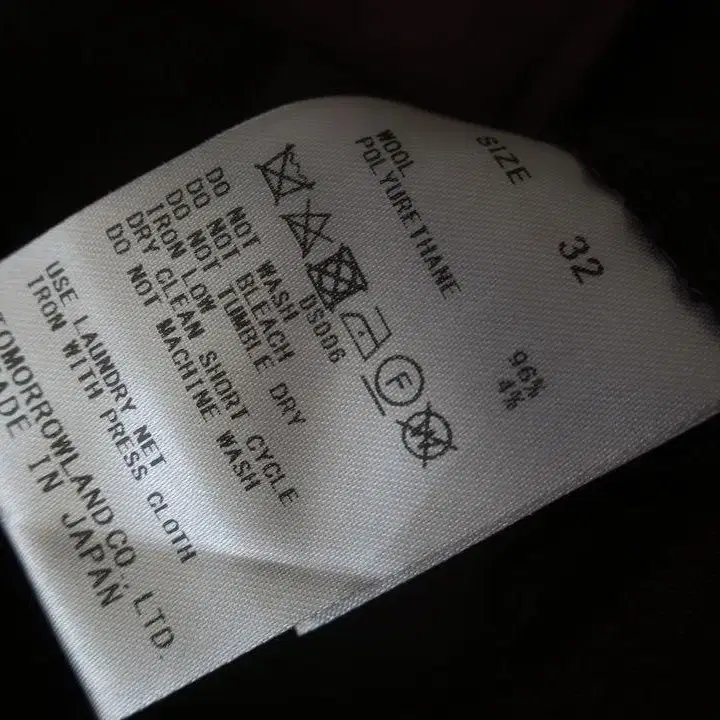 SIZE 32
WOOL 96%
POLYURETHANE 4%
F
W
DS006
DO NOT WASH
DO NOT BLEACH
DO NOT TUMBLE DRY
IRON LOW
DRY CLEAN SHORT CYCLE
DO NOT MACHINE WASH
USE LAUNDRY NET
IRON WITH PRESS CLOTH
TOMORROWLAND CO., LTD.
MADE IN JAPAN